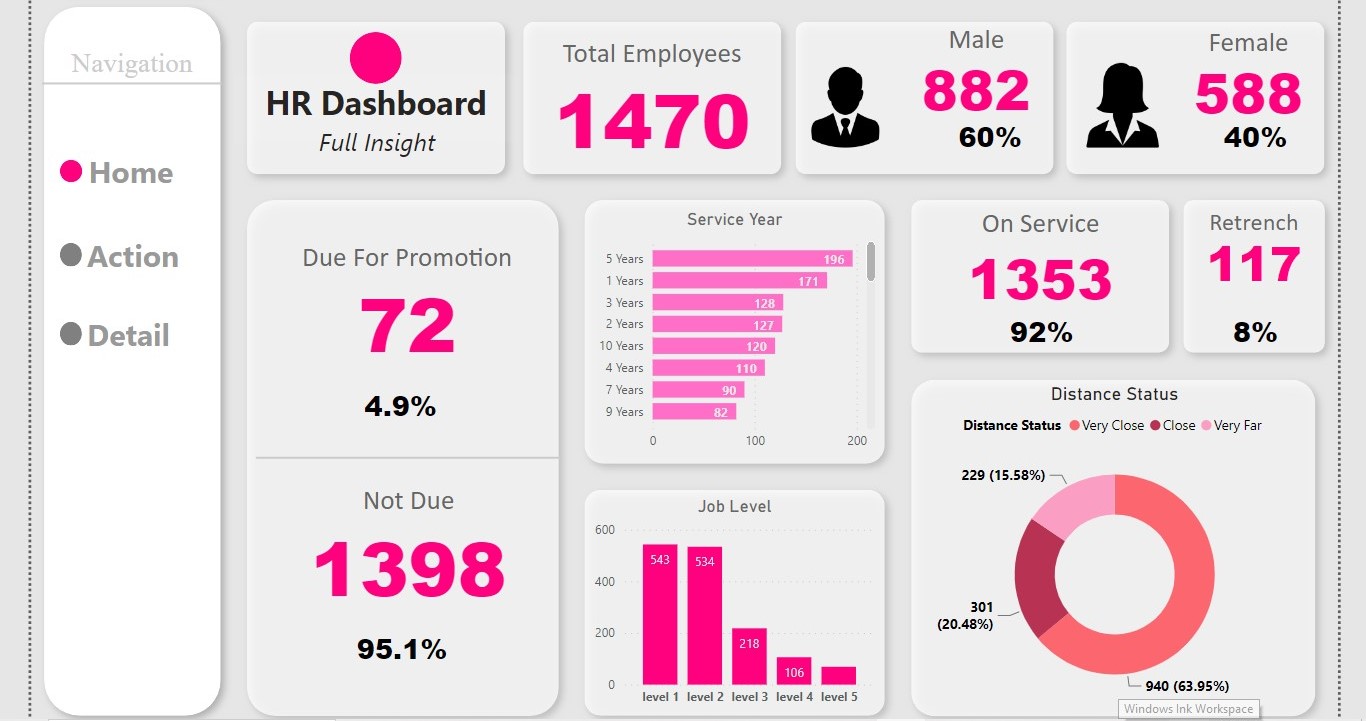 Navigation
Home
Action
Detail
HR Dashboard
Full Insight
Total Employees
1470
Male
882
60%
Female
588
40%
Due For Promotion
72
4.9%
Not Due
1398
95.1%
Service Year
5 Years 196
1 Years 171
3 Years 128
2 Years 127
10 Years 120
4 Years 110
7 Years 90
9 Years 82
0 100 200
Job Level
600
400
200
0
543 534 218 106
level 1 level 2 level 3 level 4 level 5
On Service
1353
92%
Retrench
117
8%
Distance Status
Distance Status Very Close Close Very Far
229 (15.58%)
301
(20.48%)
940 (63.95%)
Windows Ink Workspace